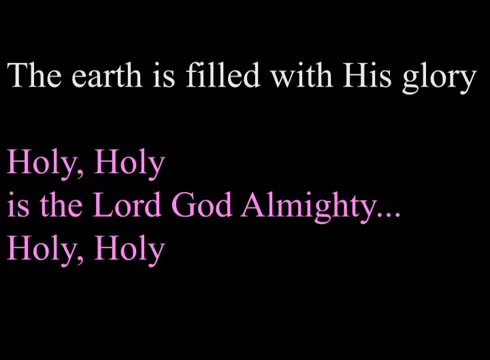 The earth is filled with His glory
Holy, Holy
is the Lord God Almighty...
Holy, Holy